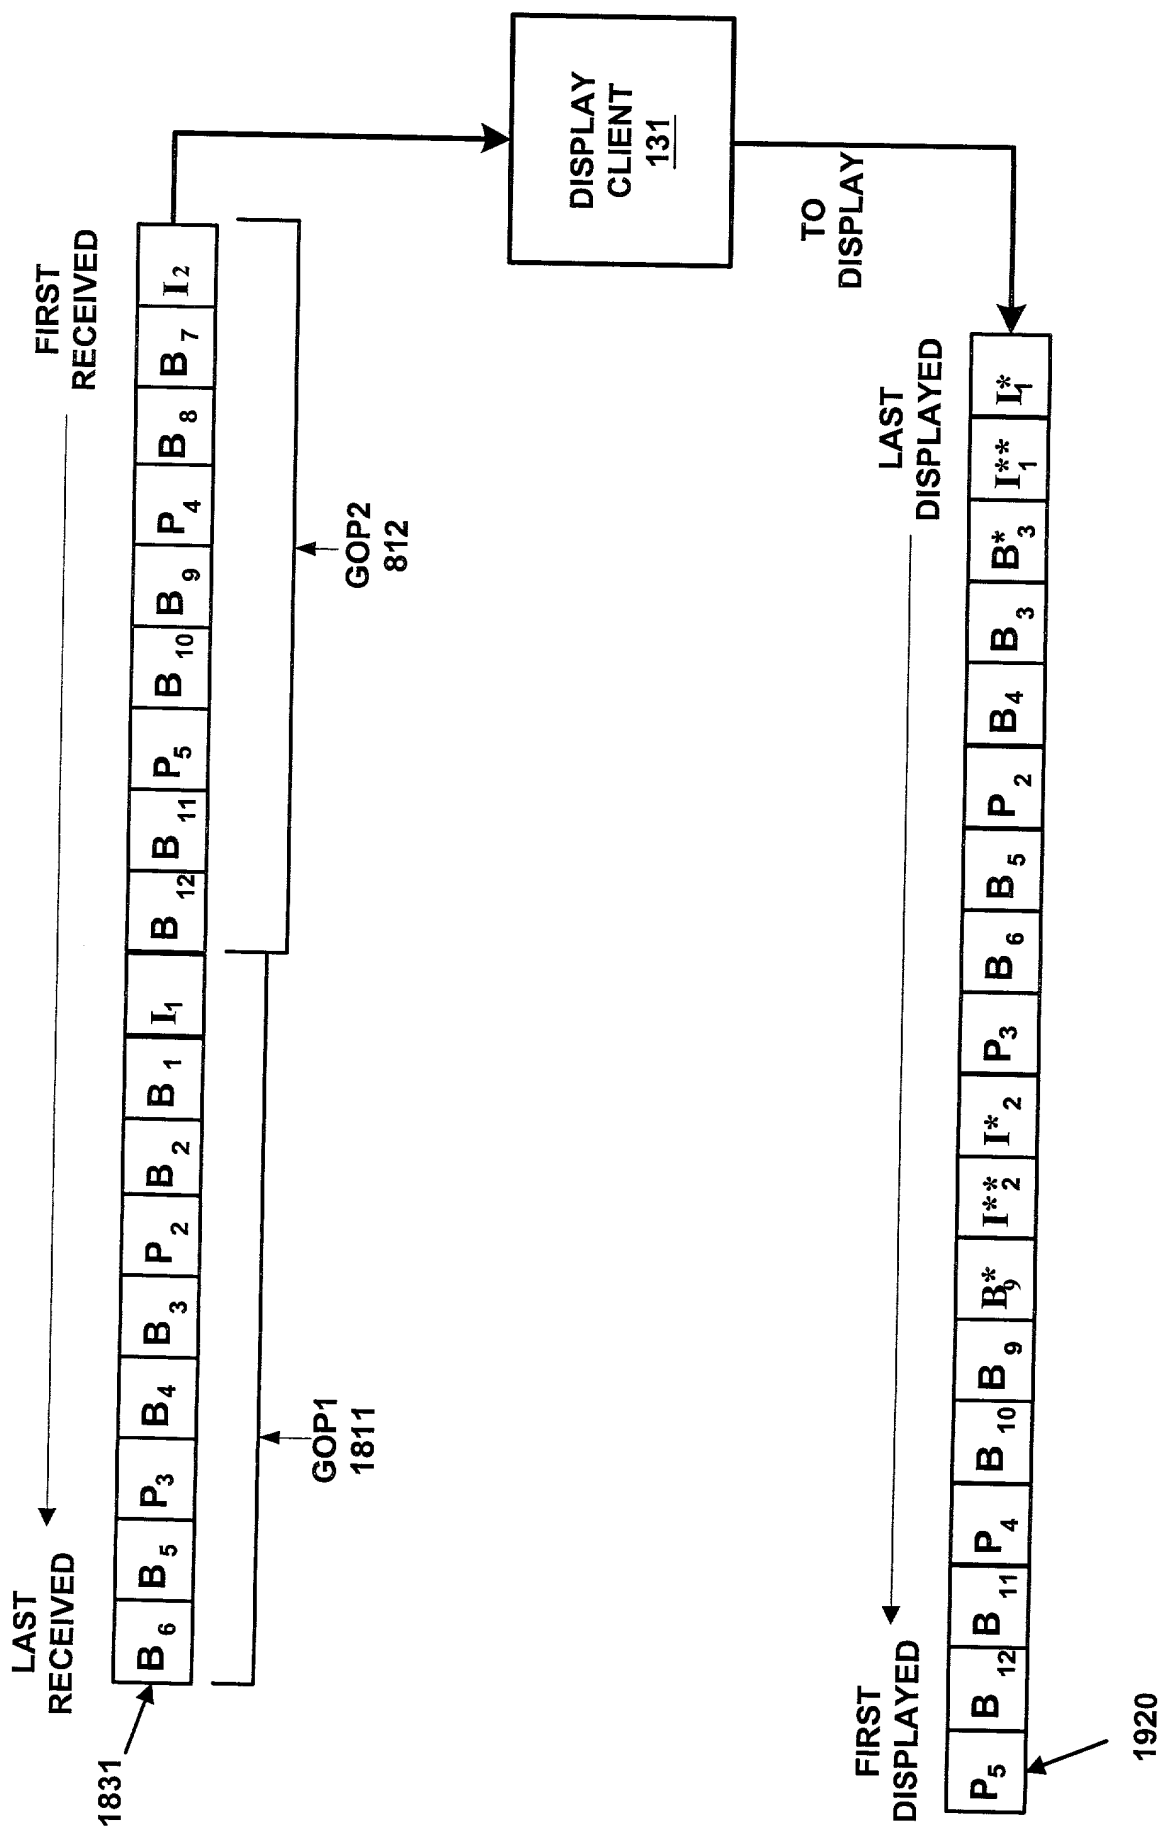 LAST
RECEIVED
FIRST
RECEIVED
1831
B6 B5 P3 B4 B3 P2 B2 B1 I1 B12 B11 P5 B10 B9 P4 B8 B7 I2
GOP1
1811
GOP2
812
DISPLAY
CLIENT
131
TO
DISPLAY
FIRST
DISPLAYED
LAST
DISPLAYED
P5 B12 B11 P4 B10 B9 B9* I**2 I*2 P3 B6 B5 P2 B4 B3 B*3 I**1 I1*
1920